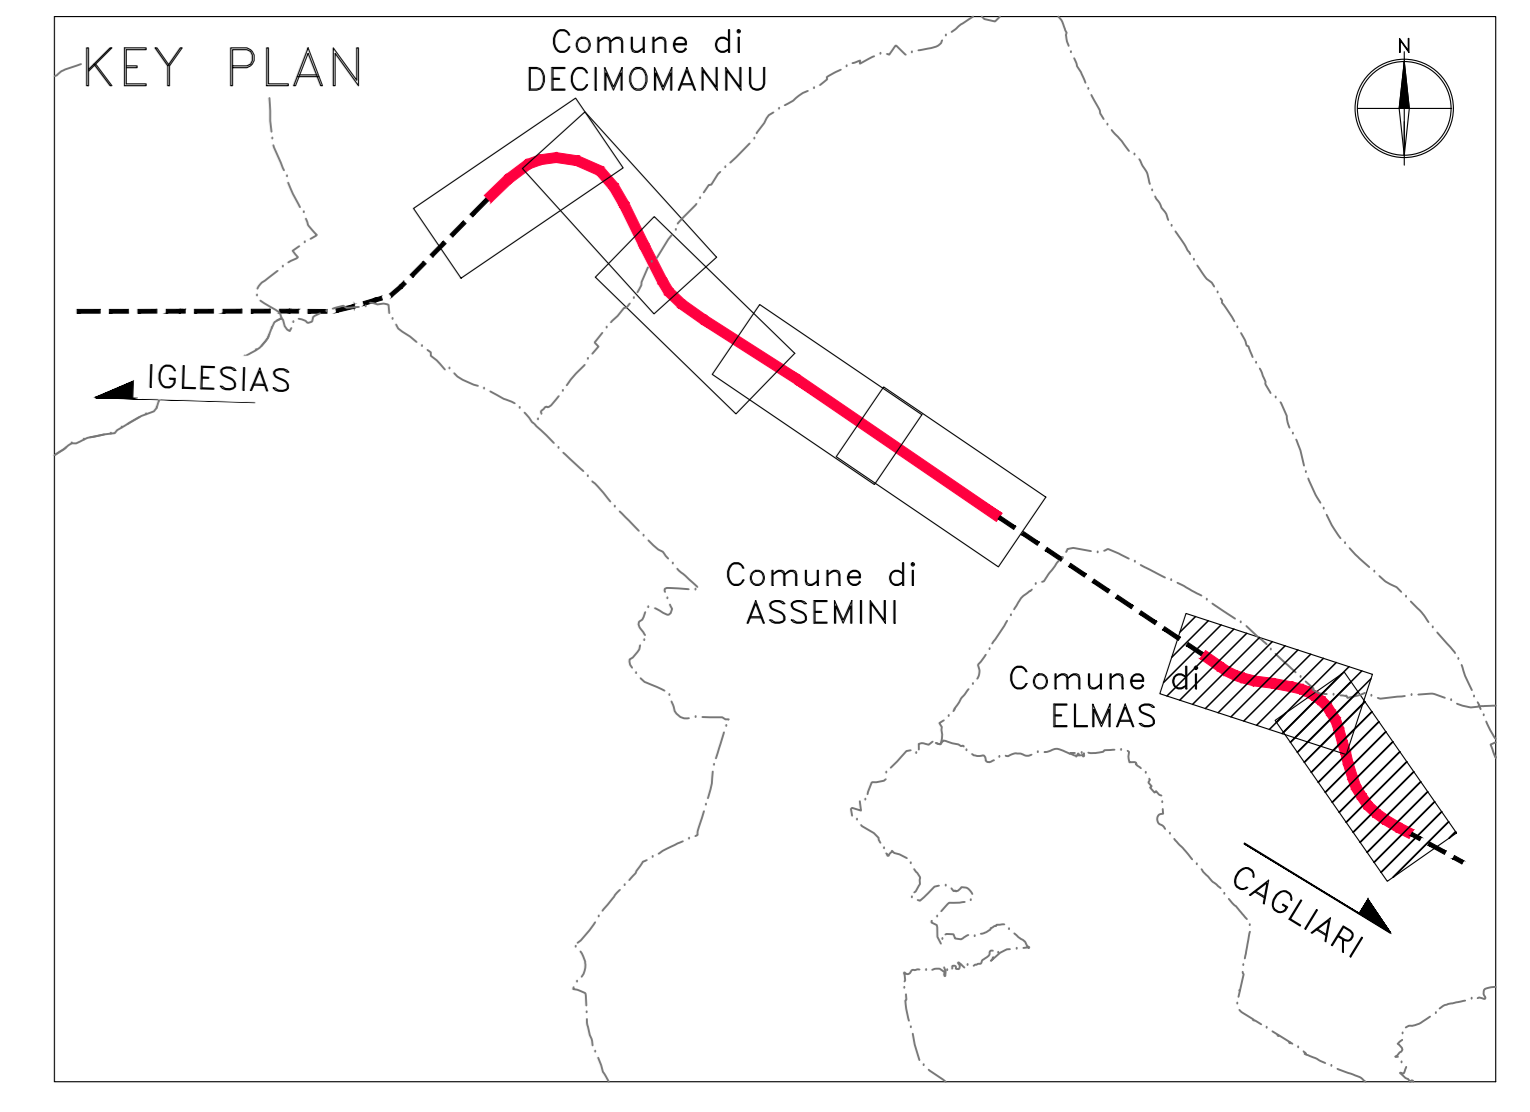 KEY PLAN
Comune di
DECIMOMANNU
N
IGLESIAS
Comune di
ASSEMINI
Comune di
ELMAS
CAGLIARI